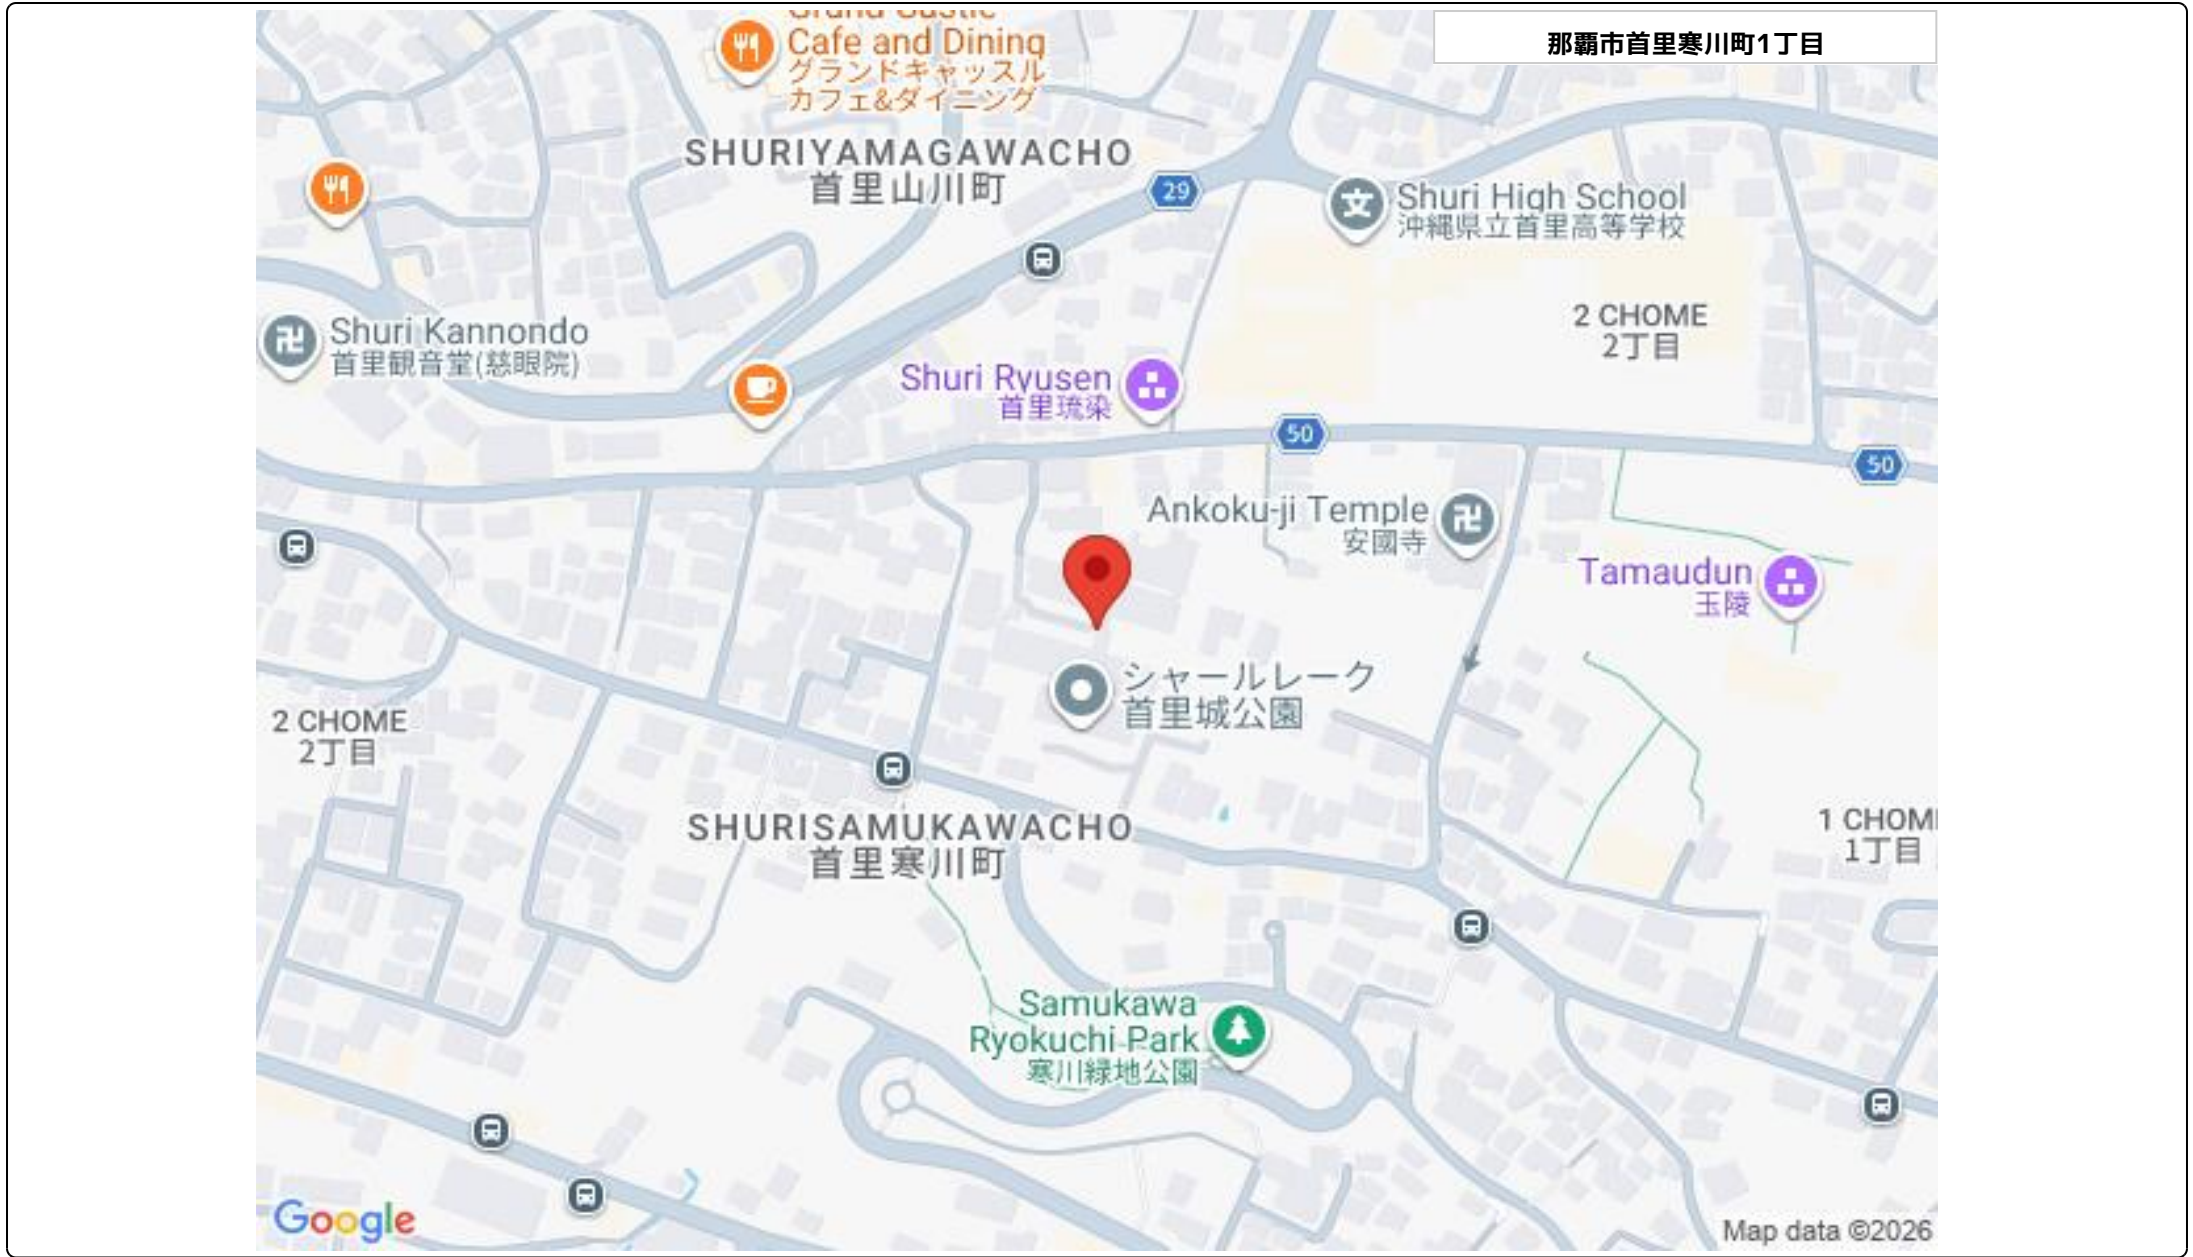 那覇市首里寒川町1丁目
Grand Castle
Cafe and Dining
グランドキャッスル
カフェ&ダイニング
SHURIYAMAGAWACHO
首里山川町
29
Shuri High School
沖縄県立首里高等学校
2 CHOME
2丁目
Shuri Kannondo
首里観音堂(慈眼院)
Shuri Ryusen
首里琉染
50
50
Ankoku-ji Temple
安國寺
Tamaudun
玉陵
シャールレーク
首里城公園
2 CHOME
2丁目
SHURISAMUKAWACHO
首里寒川町
1 CHOM
1丁目
Samukawa
Ryokuchi Park
寒川緑地公園
Google
Map data ©2026